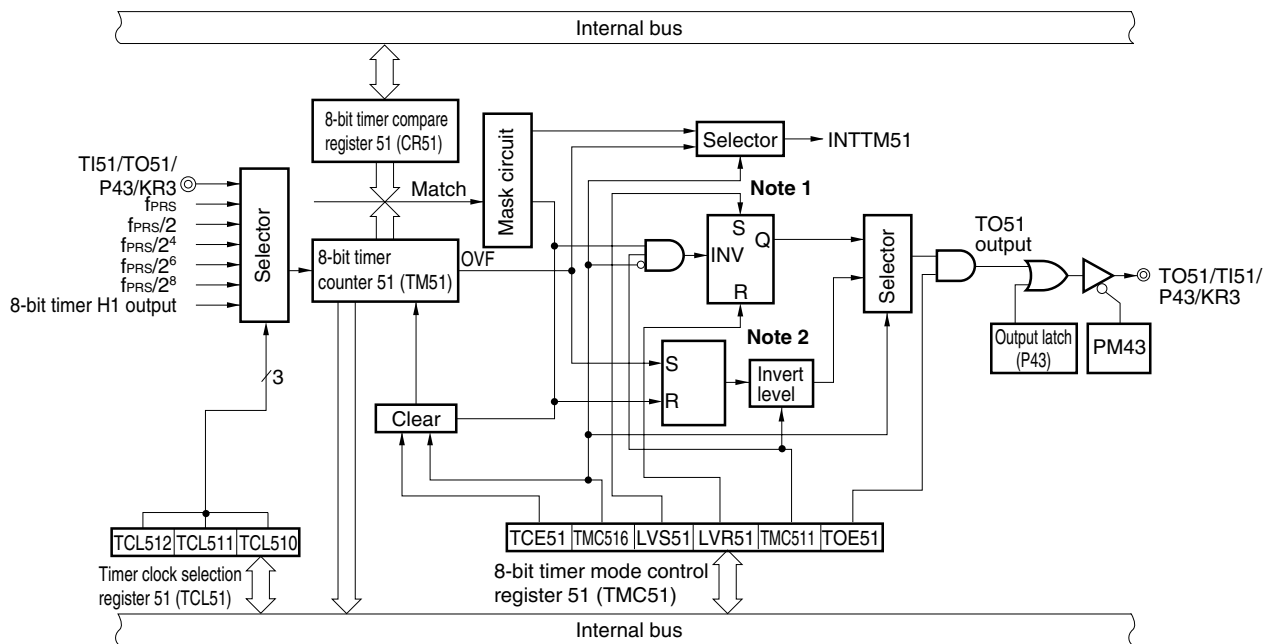 Internal bus
8-bit timer compare
register 51 (CR51)
Mask circuit
Selector
INTTM51
TI51/TO51/
P43/KR3
fPRS
fPRS/2
fPRS/2⁴
fPRS/2⁶
fPRS/2⁸
8-bit timer H1 output
Selector
Match
8-bit timer
counter 51 (TM51)
OVF
Note 1
S
INV
Q
R
Selector
TO51
output
TO51/TI51/
P43/KR3
Output latch
(P43)
PM43
Note 2
S
R
Invert
level
3
Clear
TCL512 TCL511 TCL510
Timer clock selection
register 51 (TCL51)
TCE51 TMC516 LVS51 LVR51 TMC511 TOE51
8-bit timer mode control
register 51 (TMC51)
Internal bus